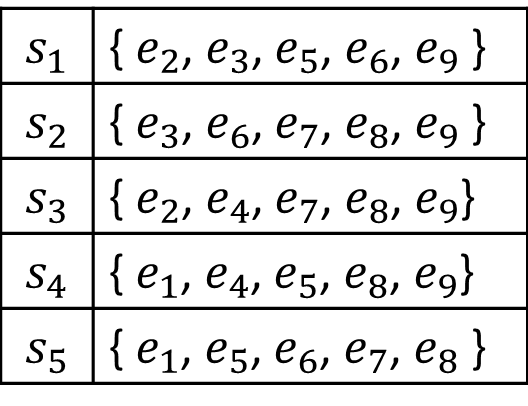 s₁ { e₂, e₃, e₅, e₆, e₉ }
s₂ { e₃, e₆, e₇, e₈, e₉ }
s₃ { e₂, e₄, e₇, e₈, e₉}
s₄ { e₁, e₄, e₅, e₈, e₉}
s₅ { e₁, e₅, e₆, e₇, e₈ }